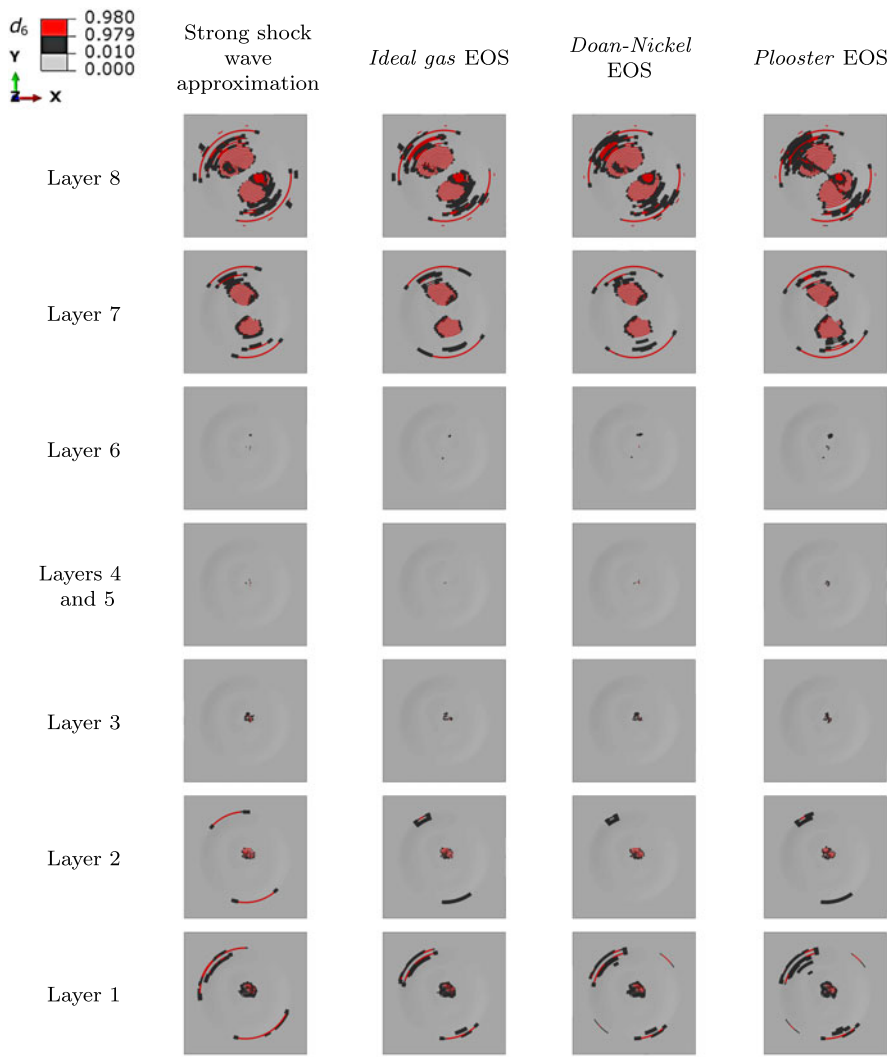 d6
0.980
0.979
0.010
0.000
Y
Z
X
Strong shock
wave
approximation
Ideal gas EOS
Doan-Nickel
EOS
Plooster EOS
Layer 8
Layer 7
Layer 6
Layers 4
and 5
Layer 3
Layer 2
Layer 1